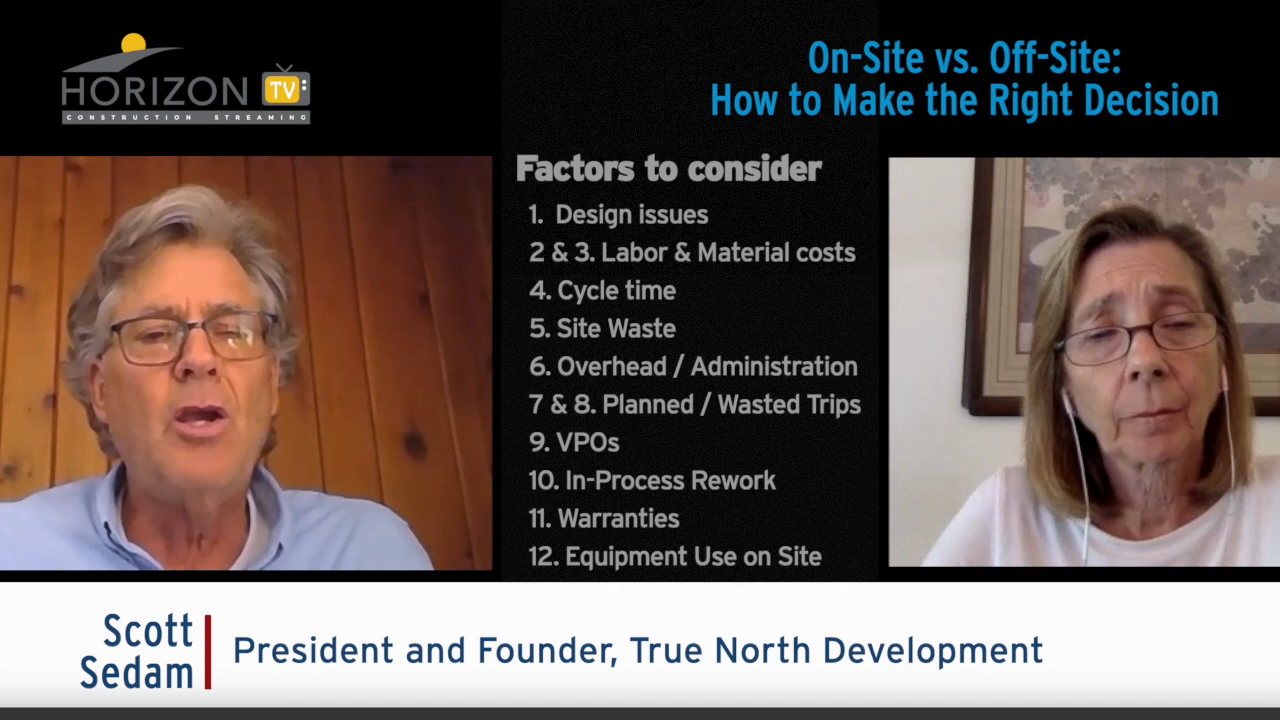 HORIZON TV
CONSTRUCTION STREAMING
On-Site vs. Off-Site:
How to Make the Right Decision
Factors to consider
1. Design issues
2 & 3. Labor & Material costs
4. Cycle time
5. Site Waste
6. Overhead / Administration
7 & 8. Planned / Wasted Trips
9. VPOs
10. In-Process Rework
11. Warranties
12. Equipment Use on Site
Scott
Sedam
President and Founder, True North Development